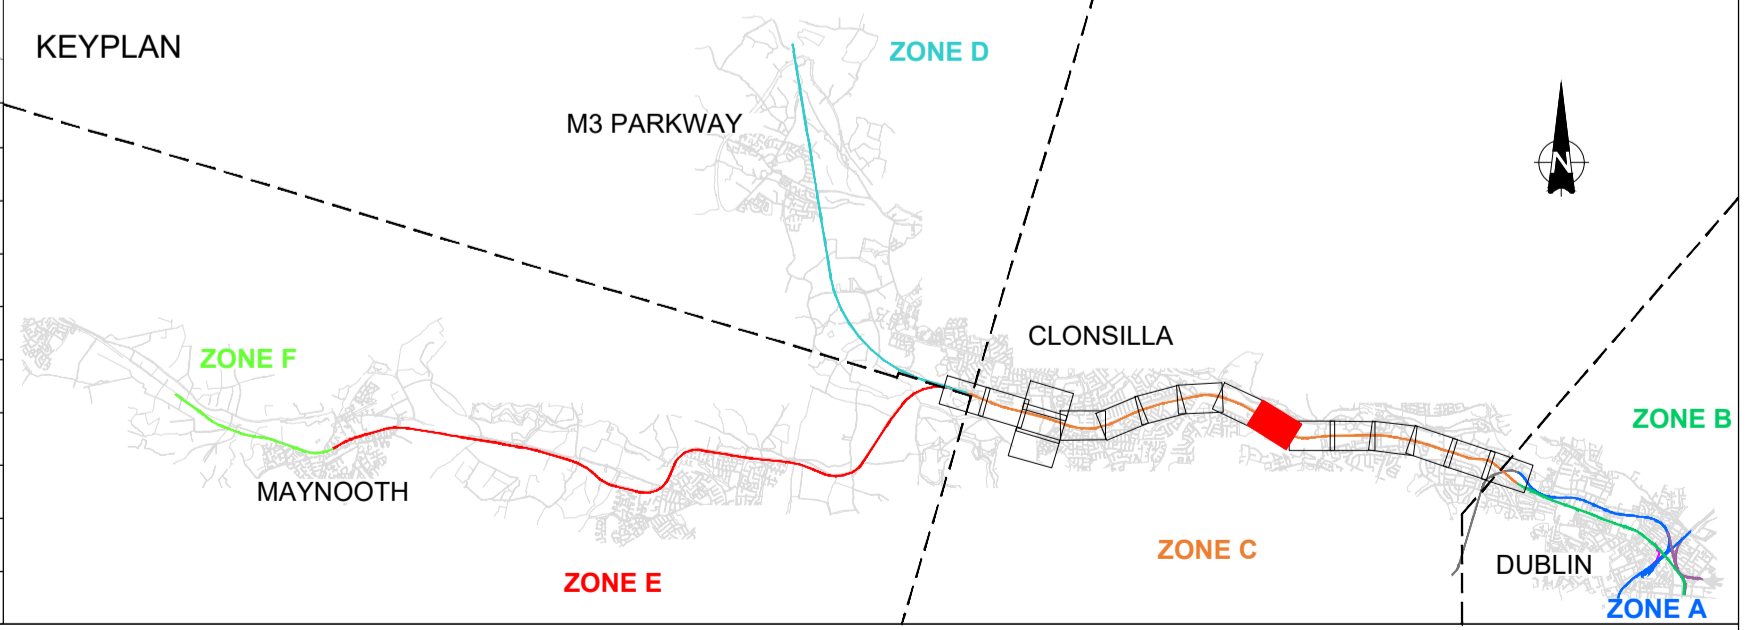 KEYPLAN
ZONE D
M3 PARKWAY
N
CLONSILLA
ZONE F
ZONE B
MAYNOOTH
ZONE C
DUBLIN
ZONE E
ZONE A